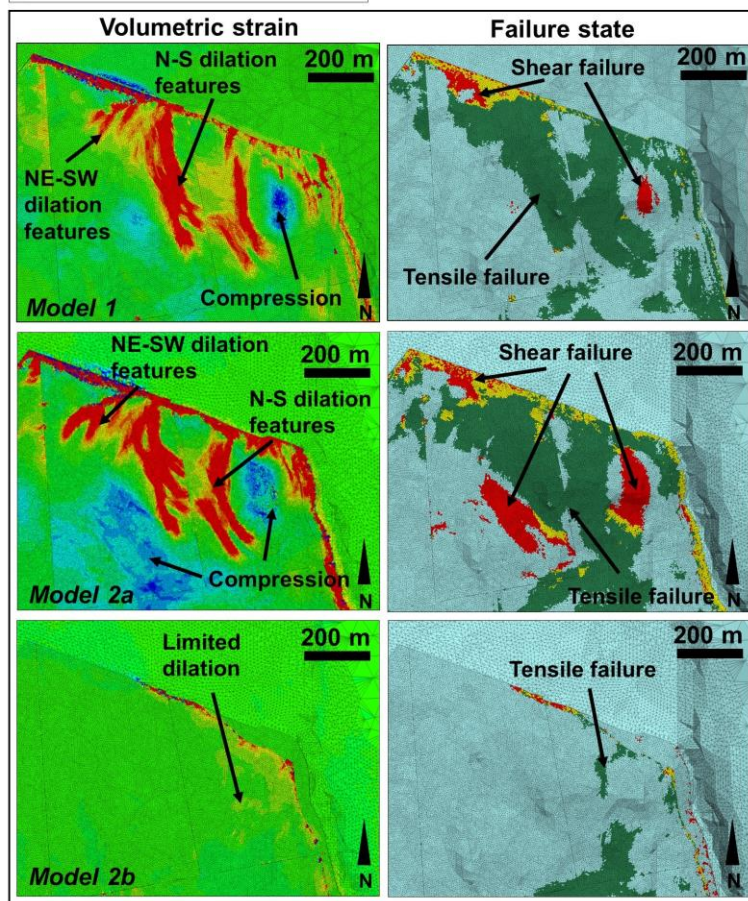 Volumetric strain
Failure state
N-S dilation
features
200 m
NE-SW
dilation
features
Compression
Model 1
N
Shear failure
200 m
Tensile failure
N
NE-SW dilation
features
200 m
N-S dilation
features
Compression
Model 2a
N
Shear failure
200 m
Tensile failure
N
Limited
dilation
200 m
Model 2b
N
Tensile failure
200 m
N